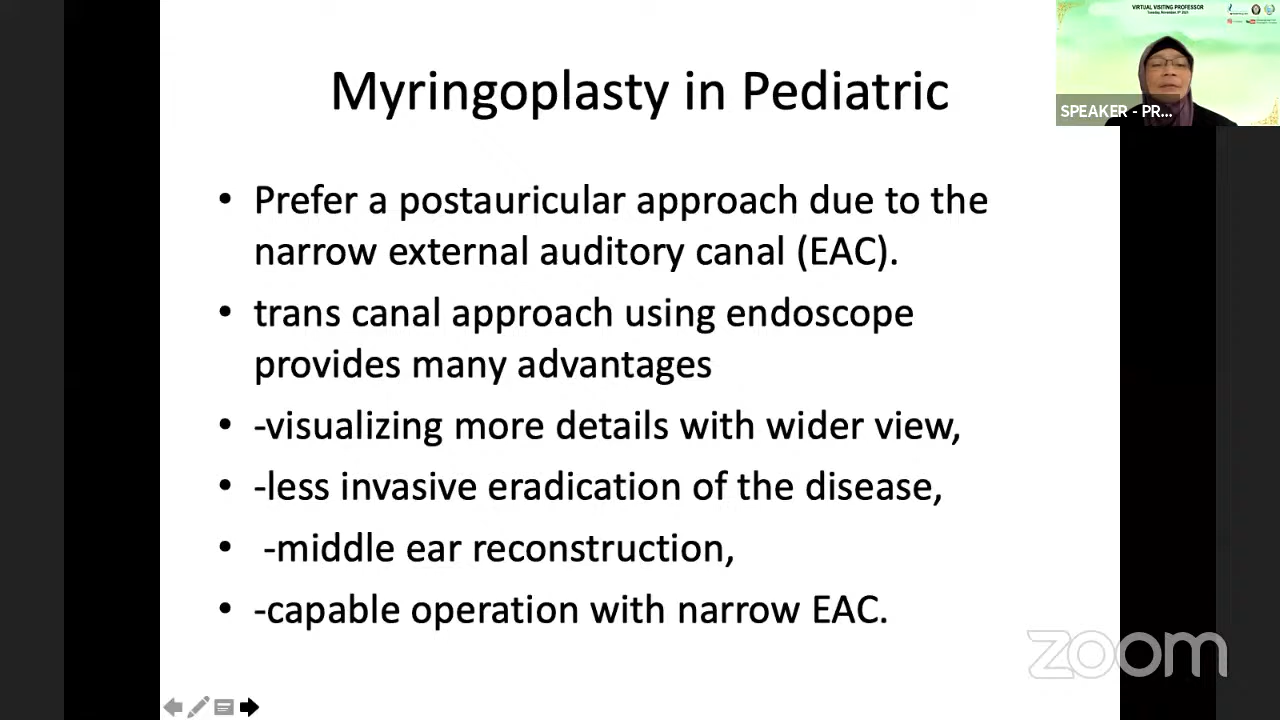 VIRTUAL VISITING PROFESSOR
SPEAKER - PR...
Myringoplasty in Pediatric
• Prefer a postauricular approach due to the
narrow external auditory canal (EAC).
• trans canal approach using endoscope
provides many advantages
• -visualizing more details with wider view,
• -less invasive eradication of the disease,
• -middle ear reconstruction,
• -capable operation with narrow EAC.
zoom